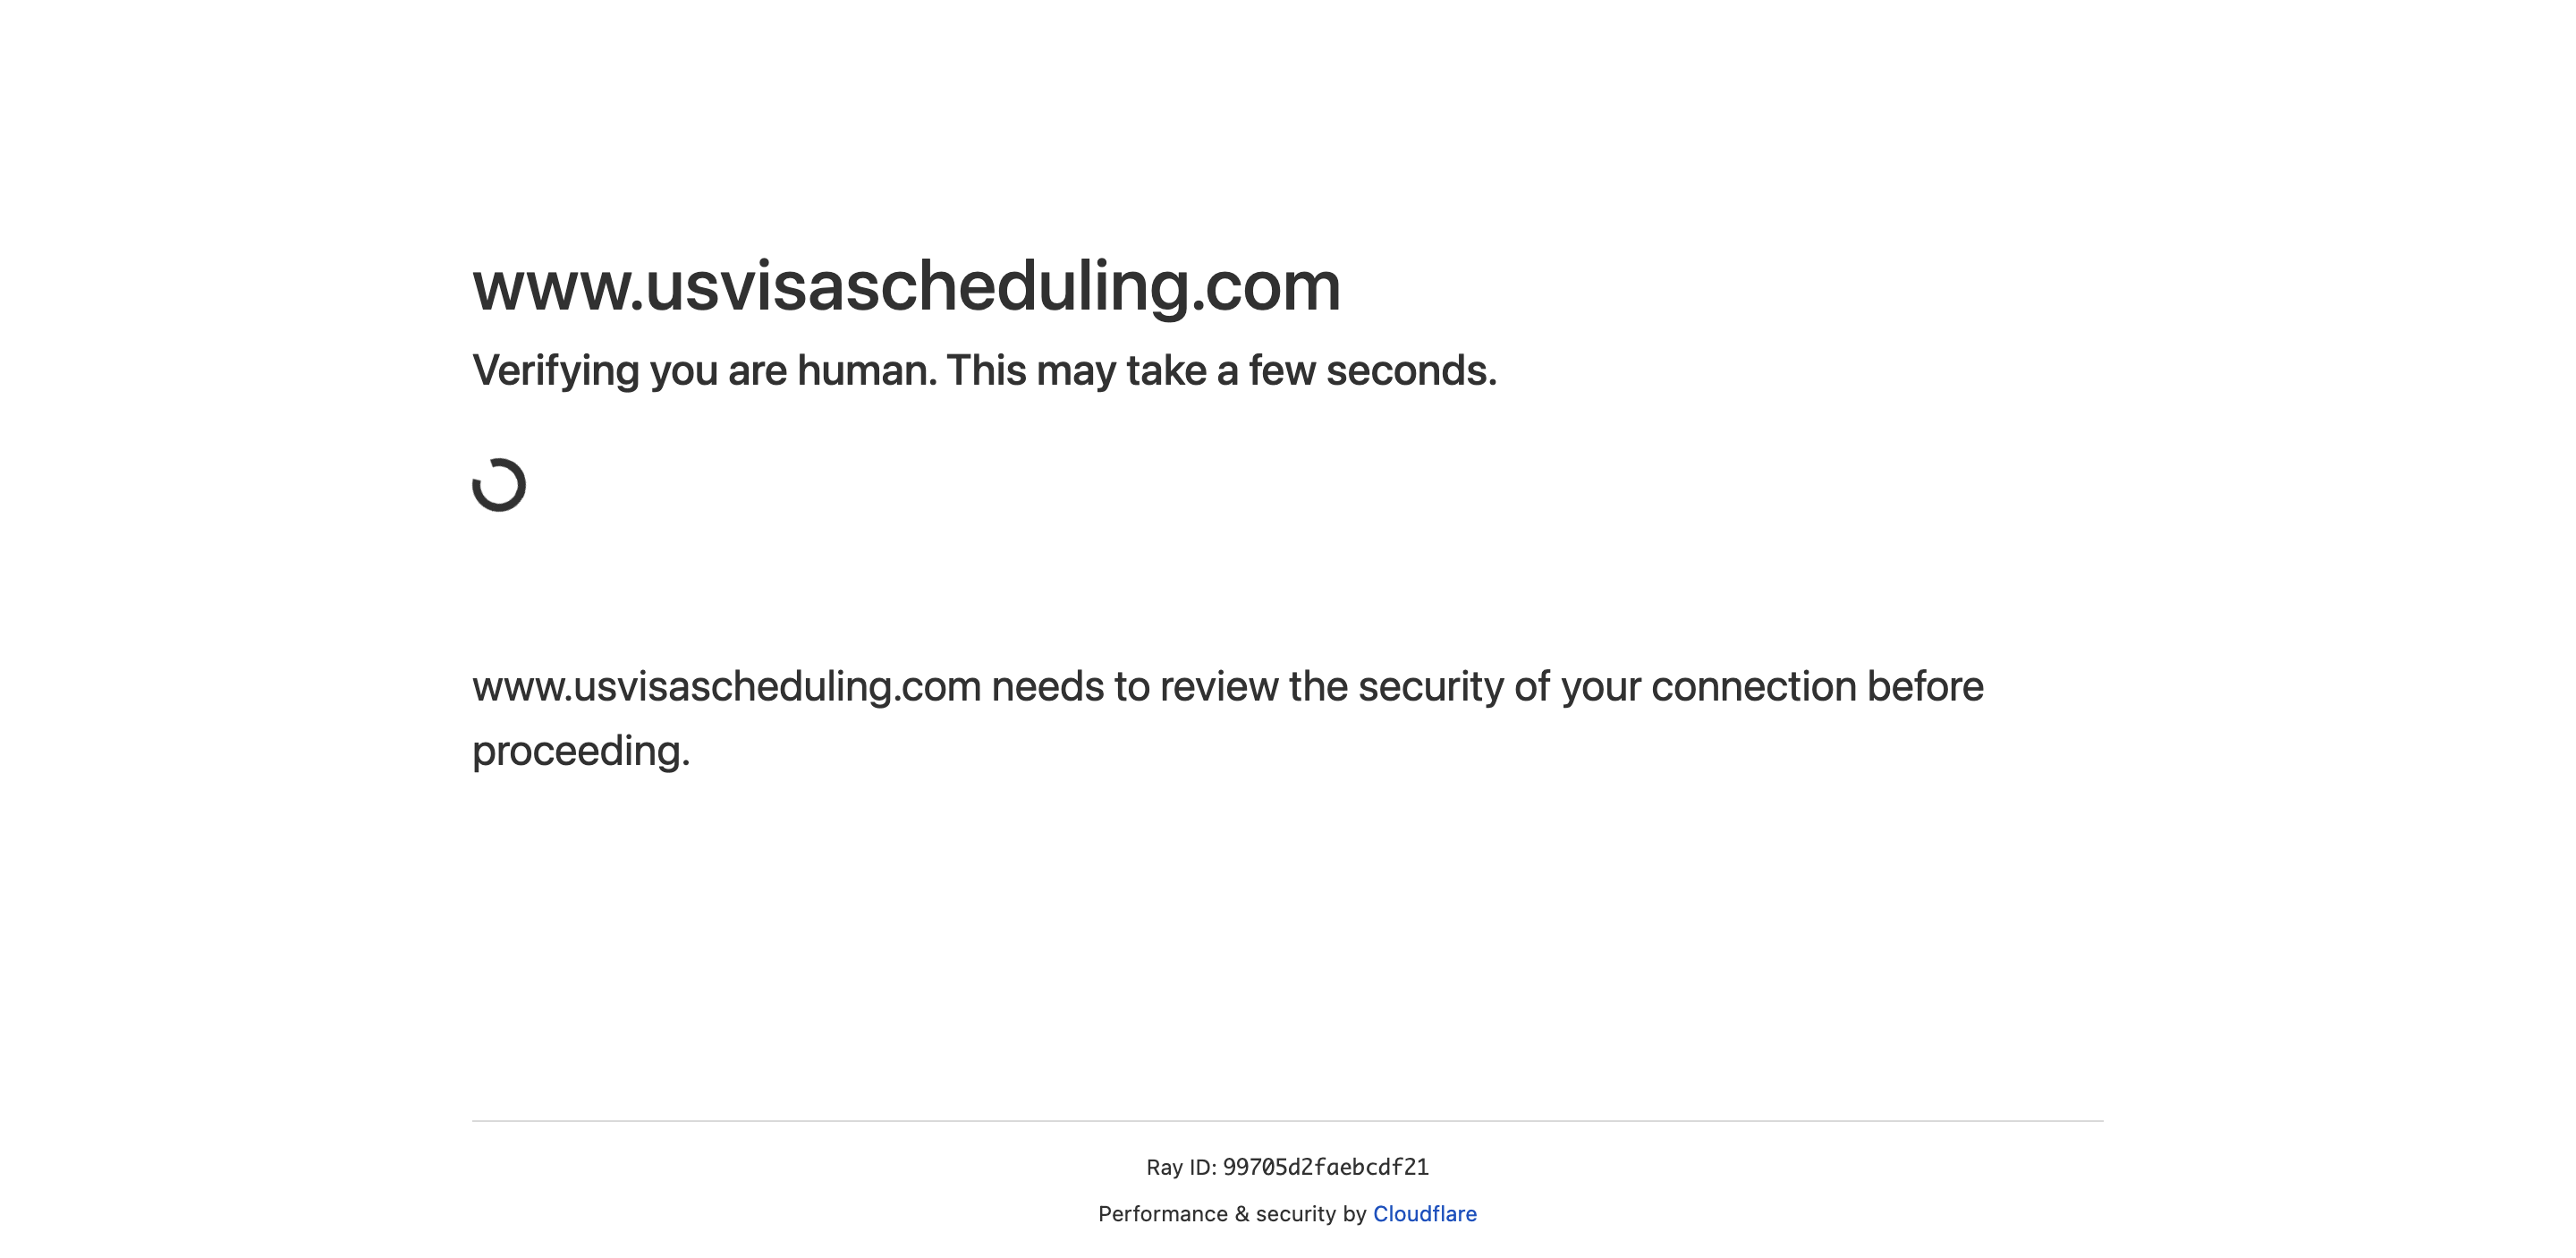 www.usvisascheduling.com
Verifying you are human. This may take a few seconds.
www.usvisascheduling.com needs to review the security of your connection before
proceeding.
Ray ID: 99705d2faebcdf21
Performance & security by Cloudflare